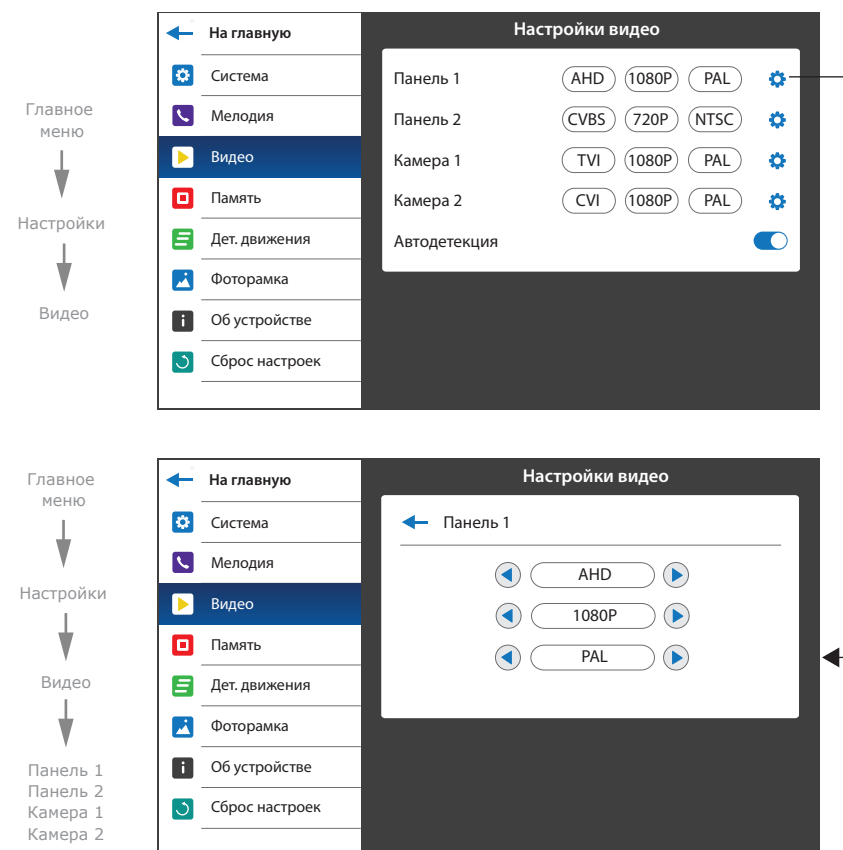 Главное
меню
Настройки
Видео
На главную
Система
Мелодия
Видео
Память
Дет. движения
Фоторамка
Об устройстве
Сброс настроек
Настройки видео
Панель 1 AHD 1080P PAL
Панель 2 CVBS 720P NTSC
Камера 1 TVI 1080P PAL
Камера 2 CVI 1080P PAL
Автодетекция
Главное
меню
Настройки
Видео
Панель 1
Панель 2
Камера 1
Камера 2
На главную
Система
Мелодия
Видео
Память
Дет. движения
Фоторамка
Об устройстве
Сброс настроек
Настройки видео
Панель 1
AHD
1080P
PAL